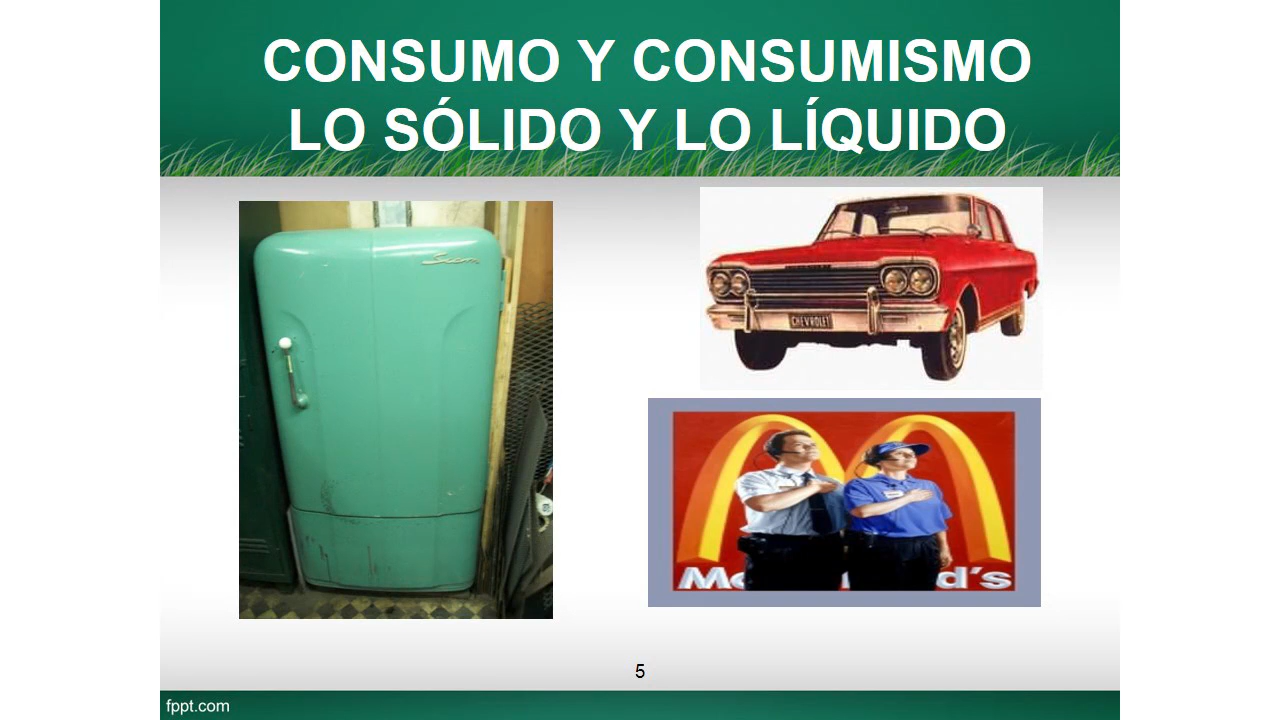 CONSUMO Y CONSUMISMO
LO SÓLIDO Y LO LÍQUIDO
CHEVROLET
5
fppt.com